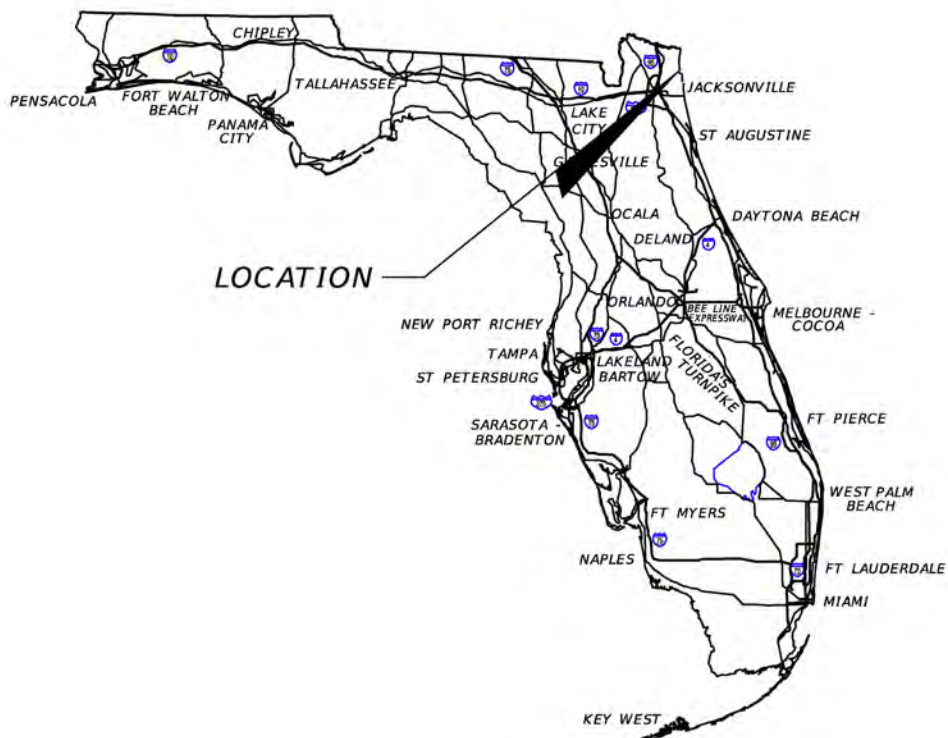 CHIPLEY
TALLAHASSEE
PENSACOLA
FORT WALTON
BEACH
PANAMA
CITY
JACKSONVILLE
LAKE
CITY
ST AUGUSTINE
OCALA
DAYTONA BEACH
DELAND
LOCATION
ORLANDO
BEE LINE
EXPRESSWAY
MELBOURNE -
COCOA
NEW PORT RICHEY
TAMPA
LAKELAND
BARTOW
ST PETERSBURG
FLORIDA'S
TURNPIKE
SARASOTA -
BRADENTON
FT PIERCE
WEST PALM
BEACH
FT MYERS
NAPLES
FT LAUDERDALE
MIAMI
KEY WEST
4
4